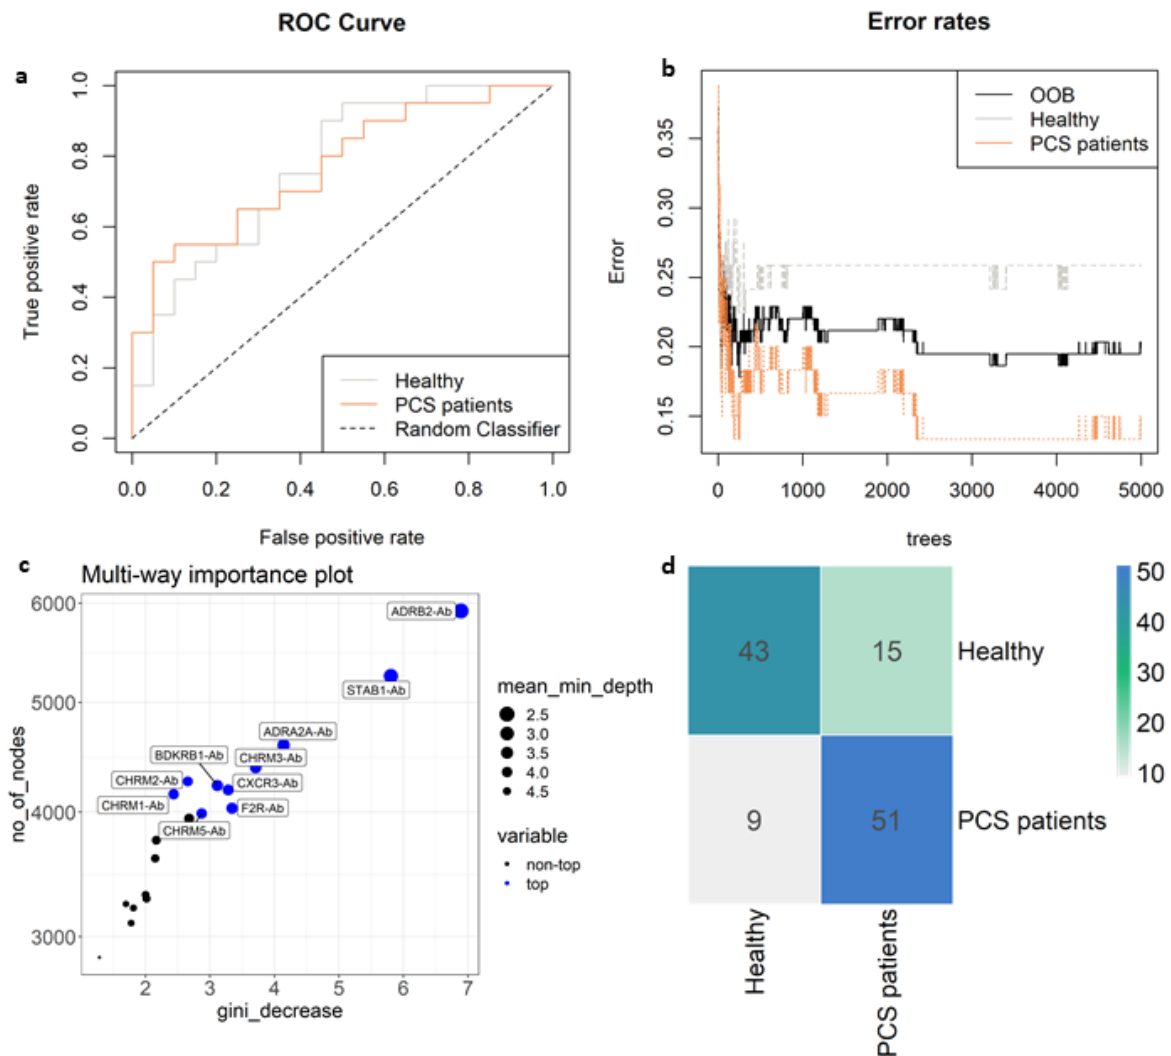 ROC Curve
a
True positive rate
1.0
0.8
0.6
0.4
0.2
0.0
Healthy
PCS patients
Random Classifier
0.0 0.2 0.4 0.6 0.8 1.0
False positive rate
Error rates
b
Error
0.35
0.30
0.25
0.20
0.15
OOB
Healthy
PCS patients
0 1000 2000 3000 4000 5000
trees
c
Multi-way importance plot
no_of_nodes
6000
5000
4000
3000
ADRB2-Ab
STAB1-Ab
ADRA2A-Ab
BDKRB1-Ab
CHRM3-Ab
CHRM2-Ab
CXCR3-Ab
CHRM1-Ab
F2R-Ab
CHRM5-Ab
2 3 4 5 6 7
gini_decrease
mean_min_depth
2.5
3.0
3.5
4.0
4.5
variable
non-top
top
d
43 15 Healthy
9 51 PCS patients
Healthy
PCS patients
50
40
30
20
10